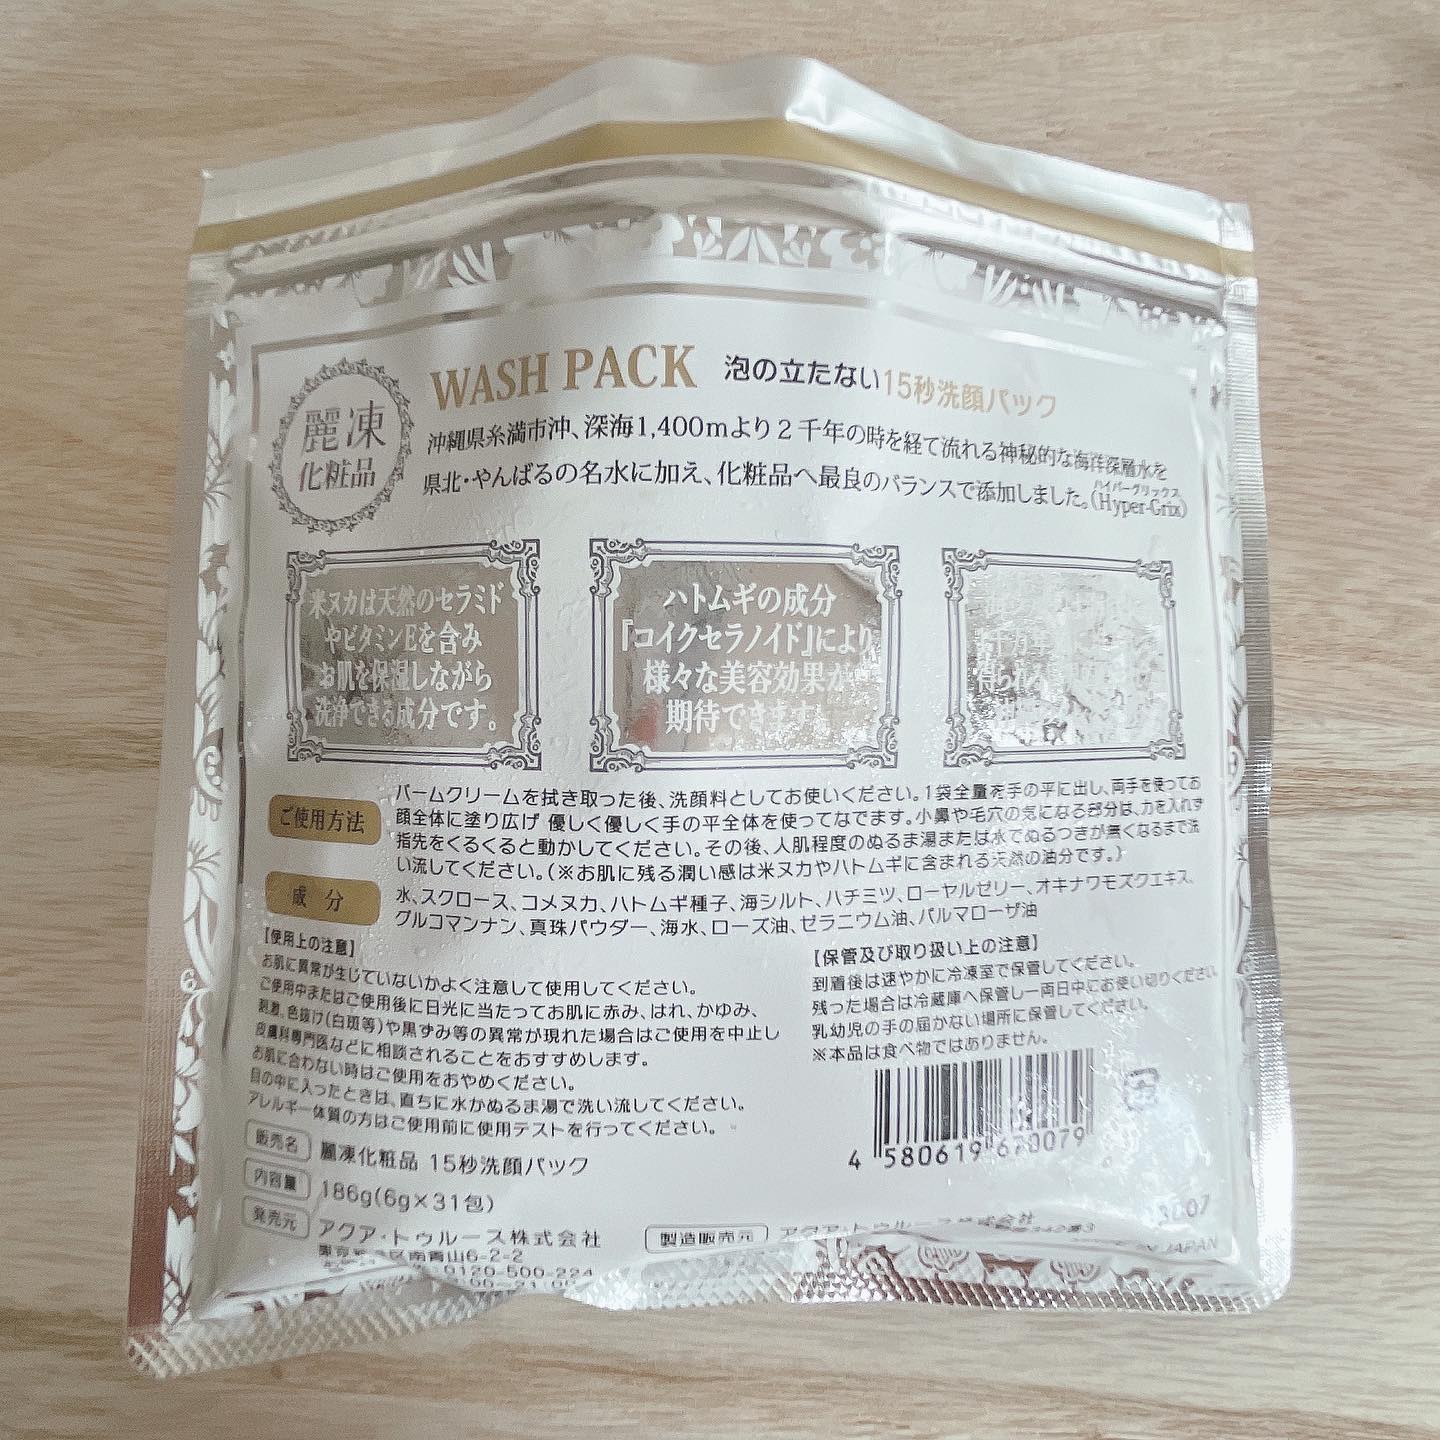 WASH PACK 泡の立たない15秒洗顔パック
麗凍
化粧品
沖縄県糸満市沖、深海1,400mより2千年の時を経て流れる神秘的な海洋深層水を
県北・やんばるの名水に加え、化粧品へ最良のバランスで添加しました。(Hyper-Grix)
ハイパーグリックス
米ヌカは天然のセラミド
やビタミンEを含み
お肌を保湿しながら
洗浄できる成分です。
ハトムギの成分
『コイクセラノイド』により
様々な美容効果が
期待できます。
ご使用方法
バームクリームを拭き取った後、洗顔料としてお使いください。1袋全量を手の平に出し、両手を使ってお
顔全体に塗り広げ 優しく優しく手の平全体を使ってなでます。小鼻や毛穴の気になる部分は、力を入れず
指先をくるくると動かしてください。その後、人肌程度のぬるま湯または水でぬるつきが無くなるまで洗
い流してください。(※お肌に残る潤い感は米ヌカやハトムギに含まれる天然の油分です。)
成分
水、スクロース、コメヌカ、ハトムギ種子、海シルト、ハチミツ、ローヤルゼリー、オキナワモズクエキス、
グルコマンナン、真珠パウダー、海水、ローズ油、ゼラニウム油、パルマローザ油
【使用上の注意】
お肌に異常が生じていないかよく注意して使用してください。
ご使用中またはご使用後に日光に当たってお肌に赤み、はれ、かゆみ、
刺激、色抜け(白斑等)や黒ずみ等の異常が現れた場合はご使用を中止し
皮膚科専門医などに相談されることをおすすめします。
お肌に合わない時はご使用をおやめください。
目の中に入ったときは、直ちに水かぬるま湯で洗い流してください。
アレルギー体質の方はご使用前に使用テストを行ってください。
【保管及び取り扱い上の注意】
到着後は速やかに冷凍室で保管してください。
残った場合は冷蔵庫へ保管し一両日中にお使い切りください。
乳幼児の手の届かない場所に保管してください。
※本品は食べ物ではありません。
4 580619 670079
販売名 麗凍化粧品 15秒洗顔パック
内容量 186g(6g×31包)
発売元 アクア・トゥルース株式会社
区南青山6-2-2
0120-500-224
製造販売元 アクア・トゥルース株式会社
JAPAN